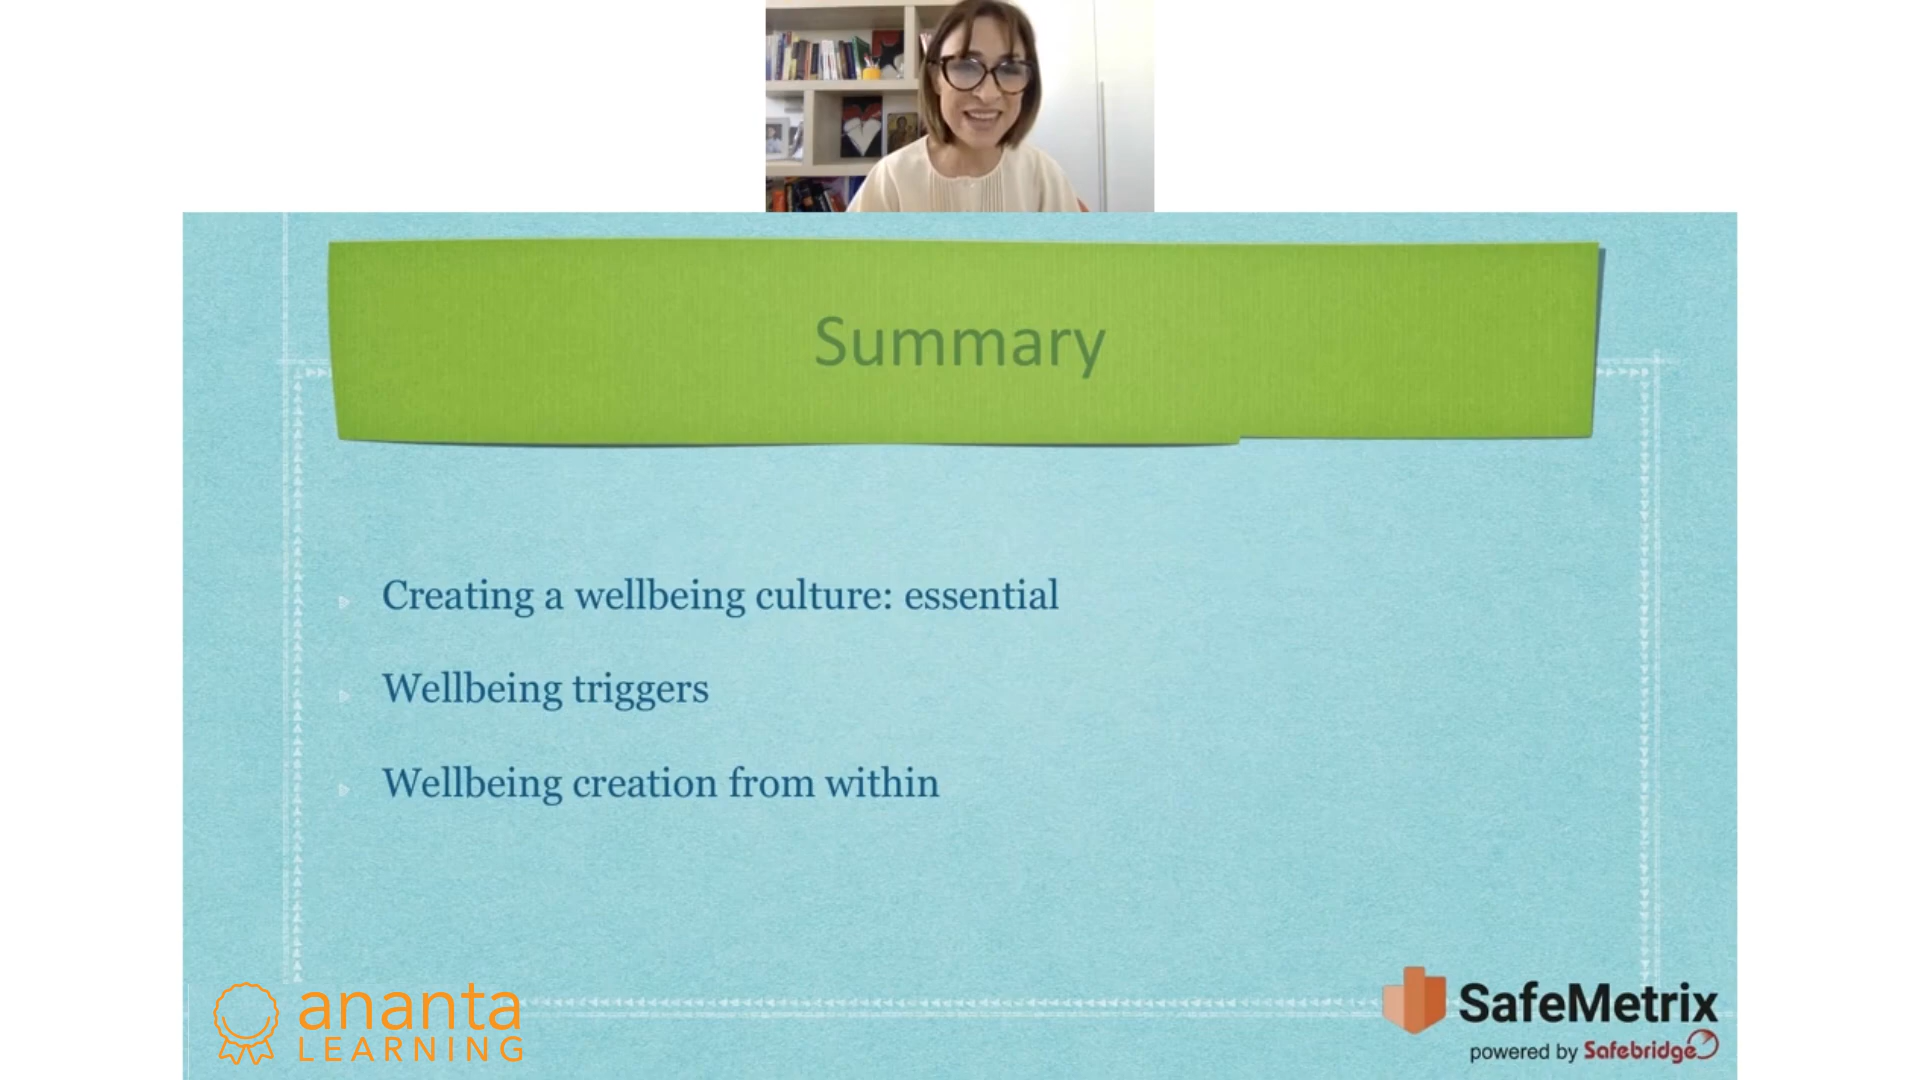 Summary
Creating a wellbeing culture: essential
Wellbeing triggers
Wellbeing creation from within
ananta
LEARNING
SafeMetrix
powered by Safebridge